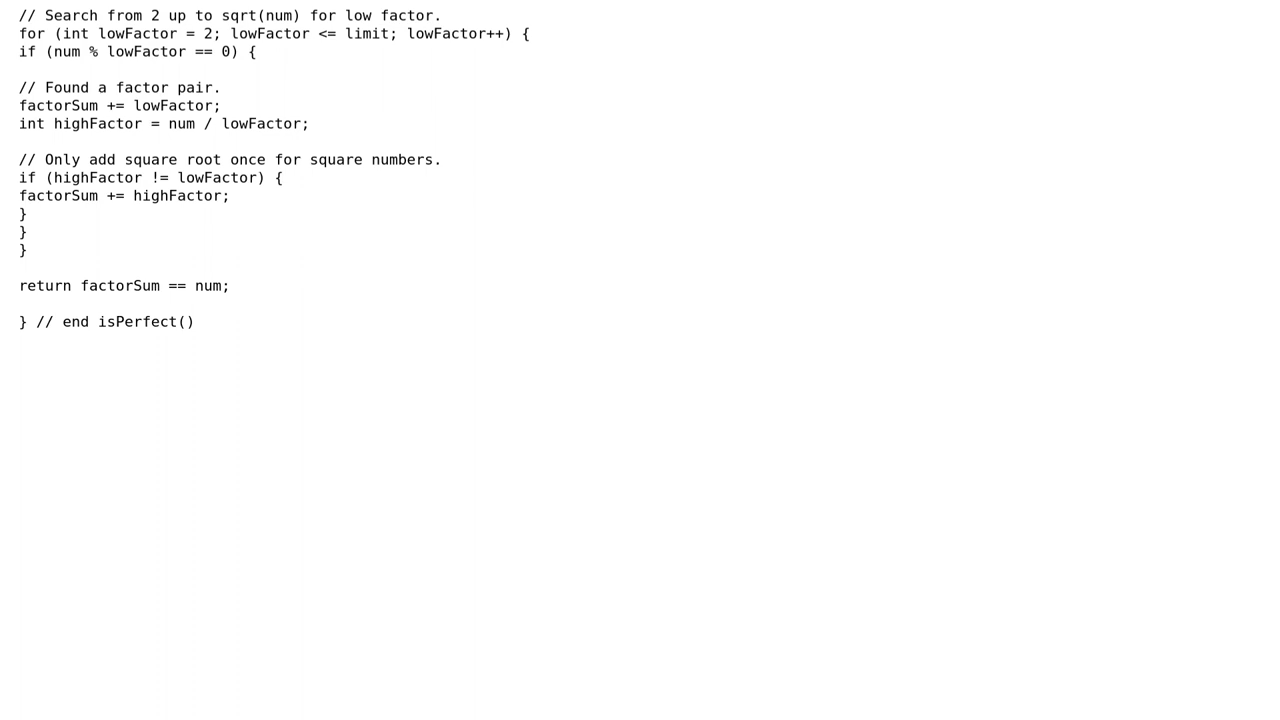 // Search from 2 up to sqrt(num) for low factor.
for (int lowFactor = 2; lowFactor <= limit; lowFactor++) {
if (num % lowFactor == 0) {
// Found a factor pair.
factorSum += lowFactor;
int highFactor = num / lowFactor;
// Only add square root once for square numbers.
if (highFactor != lowFactor) {
factorSum += highFactor;
}
}
}
return factorSum == num;
} // end isPerfect()